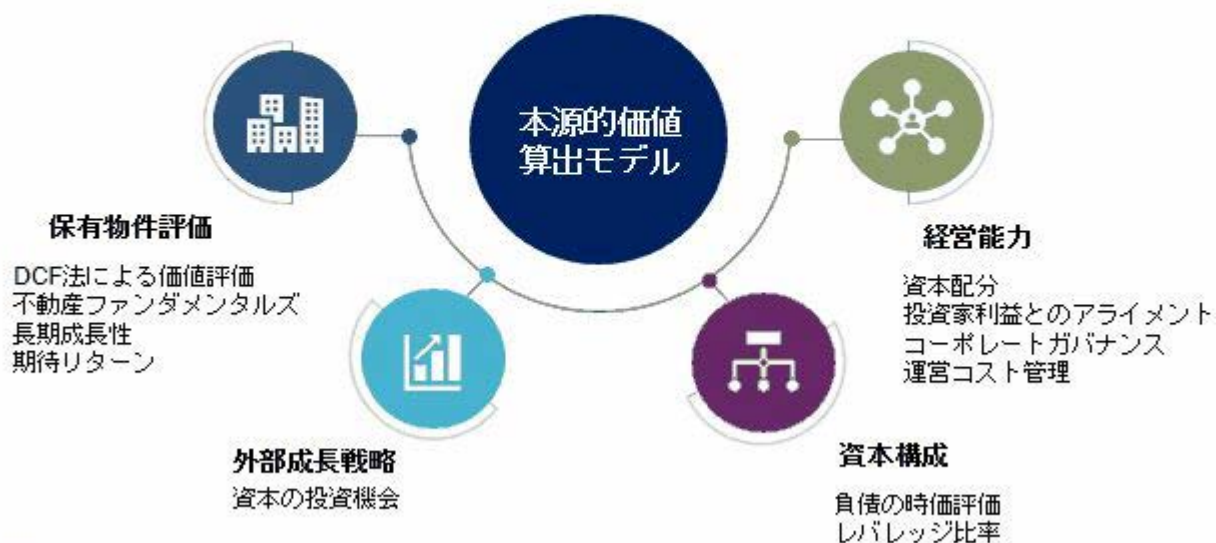 本源的価値
算出モデル
保有物件評価
DCF法による価値評価
不動産ファンダメンタルズ
長期成長性
期待リターン
外部成長戦略
資本の投資機会
資本構成
負債の時価評価
レバレッジ比率
経営能力
資本配分
投資家利益とのアライメント
コーポレートガバナンス
運営コスト管理